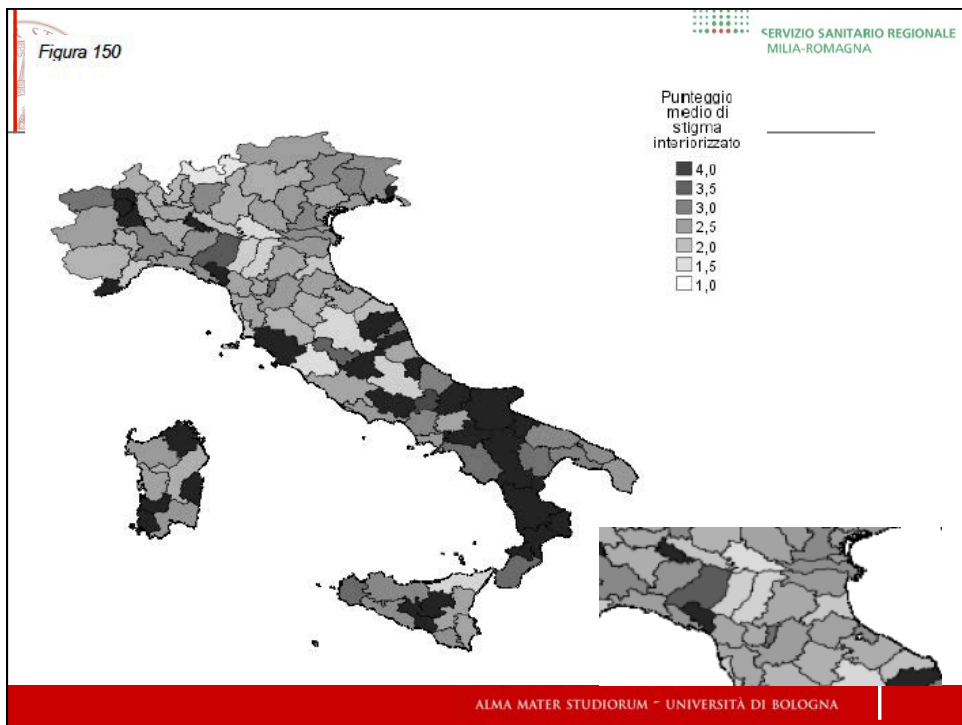 Figura 150
SERVIZIO SANITARIO REGIONALE
MILIA-ROMAGNA
Punteggio
medio di
stigma
interiorizzato
4,0
3,5
3,0
2,5
2,0
1,5
1,0
ALMA MATER STUDIORUM ~ UNIVERSITÀ DI BOLOGNA